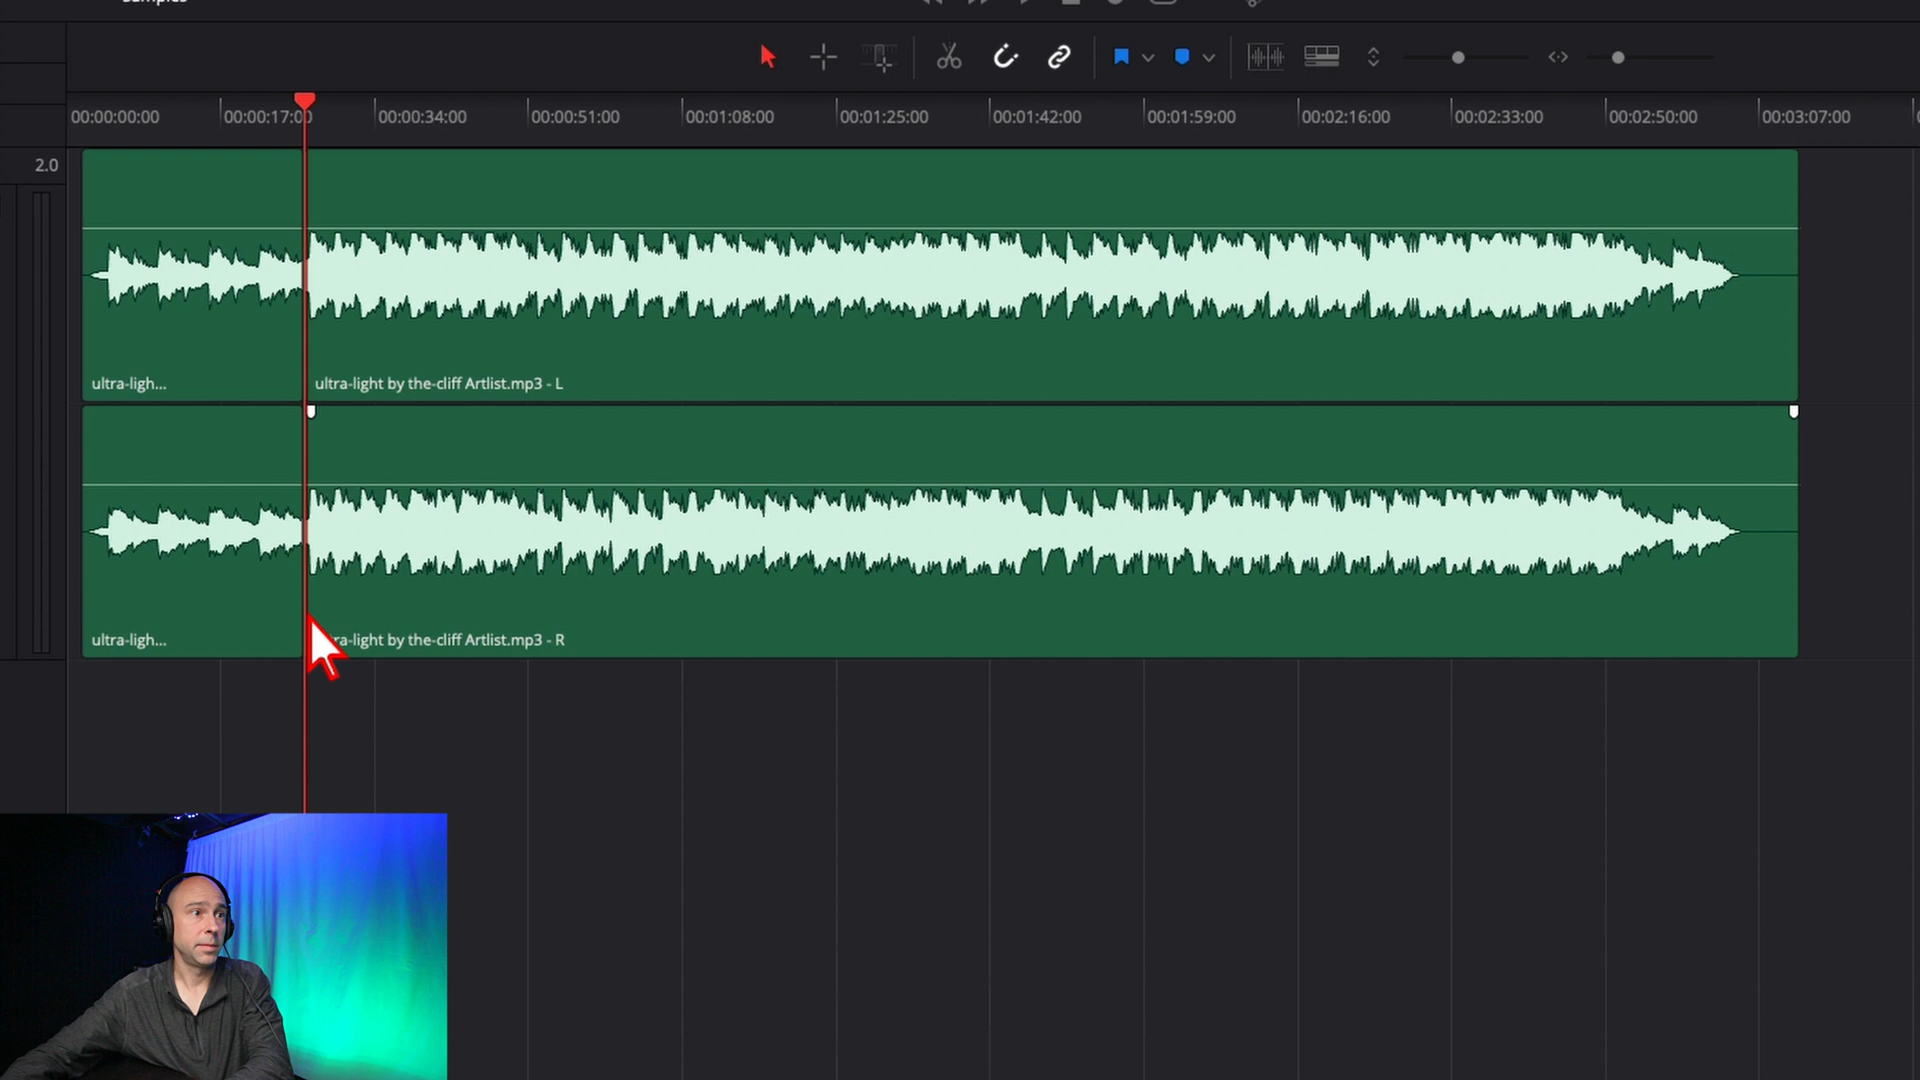 Samples
00:00:00:00 00:00:17:00 00:00:34:00 00:00:51:00 00:01:08:00 00:01:25:00 00:01:42:00 00:01:59:00 00:02:16:00 00:02:33:00 00:02:50:00 00:03:07:00
2.0
ultra-ligh... ultra-light by the-cliff Artlist.mp3 - L
ultra-ligh... ra-light by the-cliff Artlist.mp3 - R